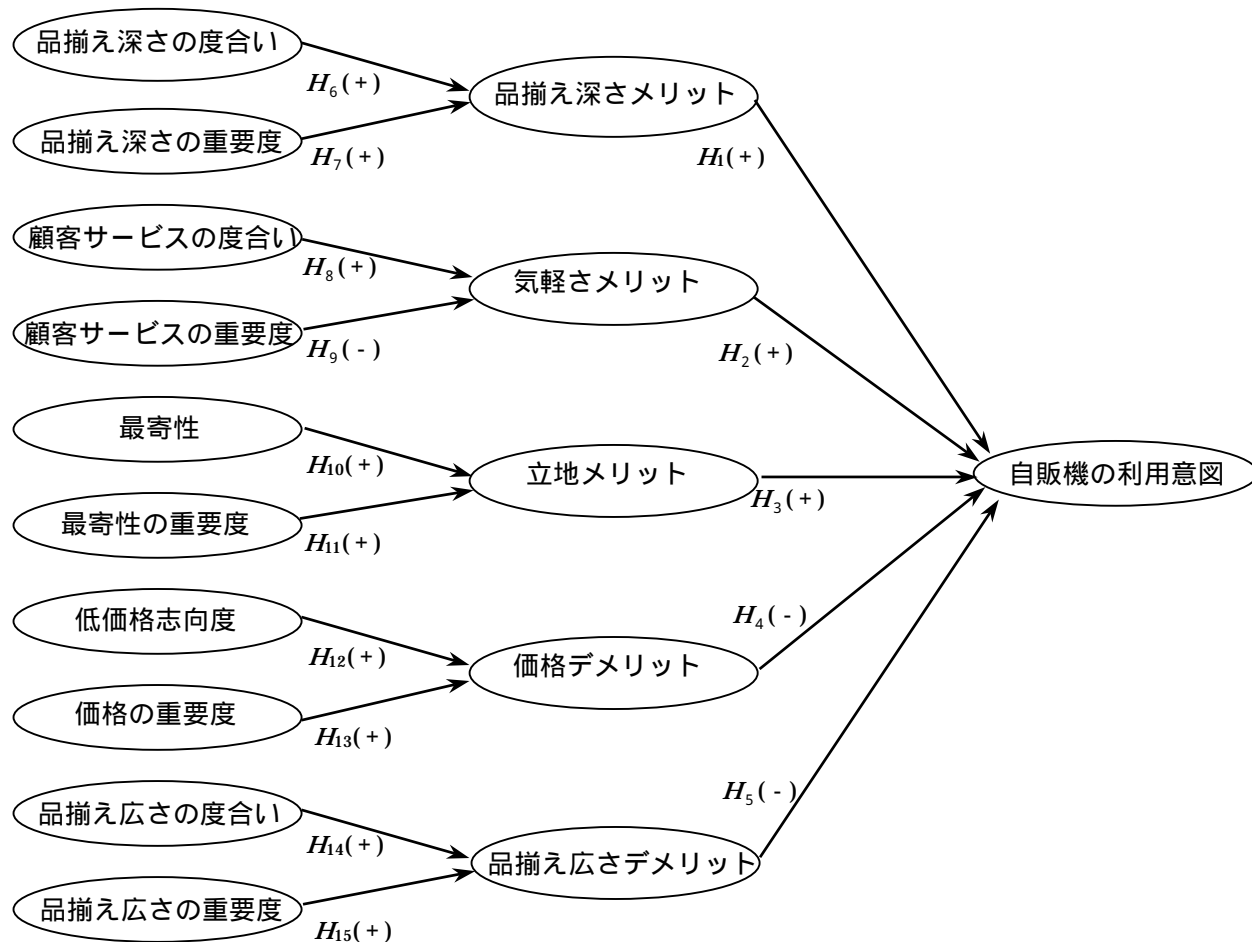 品揃え深さの度合い
H6(+)
品揃え深さメリット
品揃え深さの重要度
H7(+)
H1(+)
顧客サービスの度合い
H8(+)
気軽さメリット
顧客サービスの重要度
H9(-)
H2(+)
最寄性
H10(+)
立地メリット
H3(+)
自販機の利用意図
最寄性の重要度
H11(+)
低価格志向度
H12(+)
価格デメリット
H4(-)
価格の重要度
H13(+)
品揃え広さの度合い
H14(+)
品揃え広さデメリット
H5(-)
品揃え広さの重要度
H15(+)